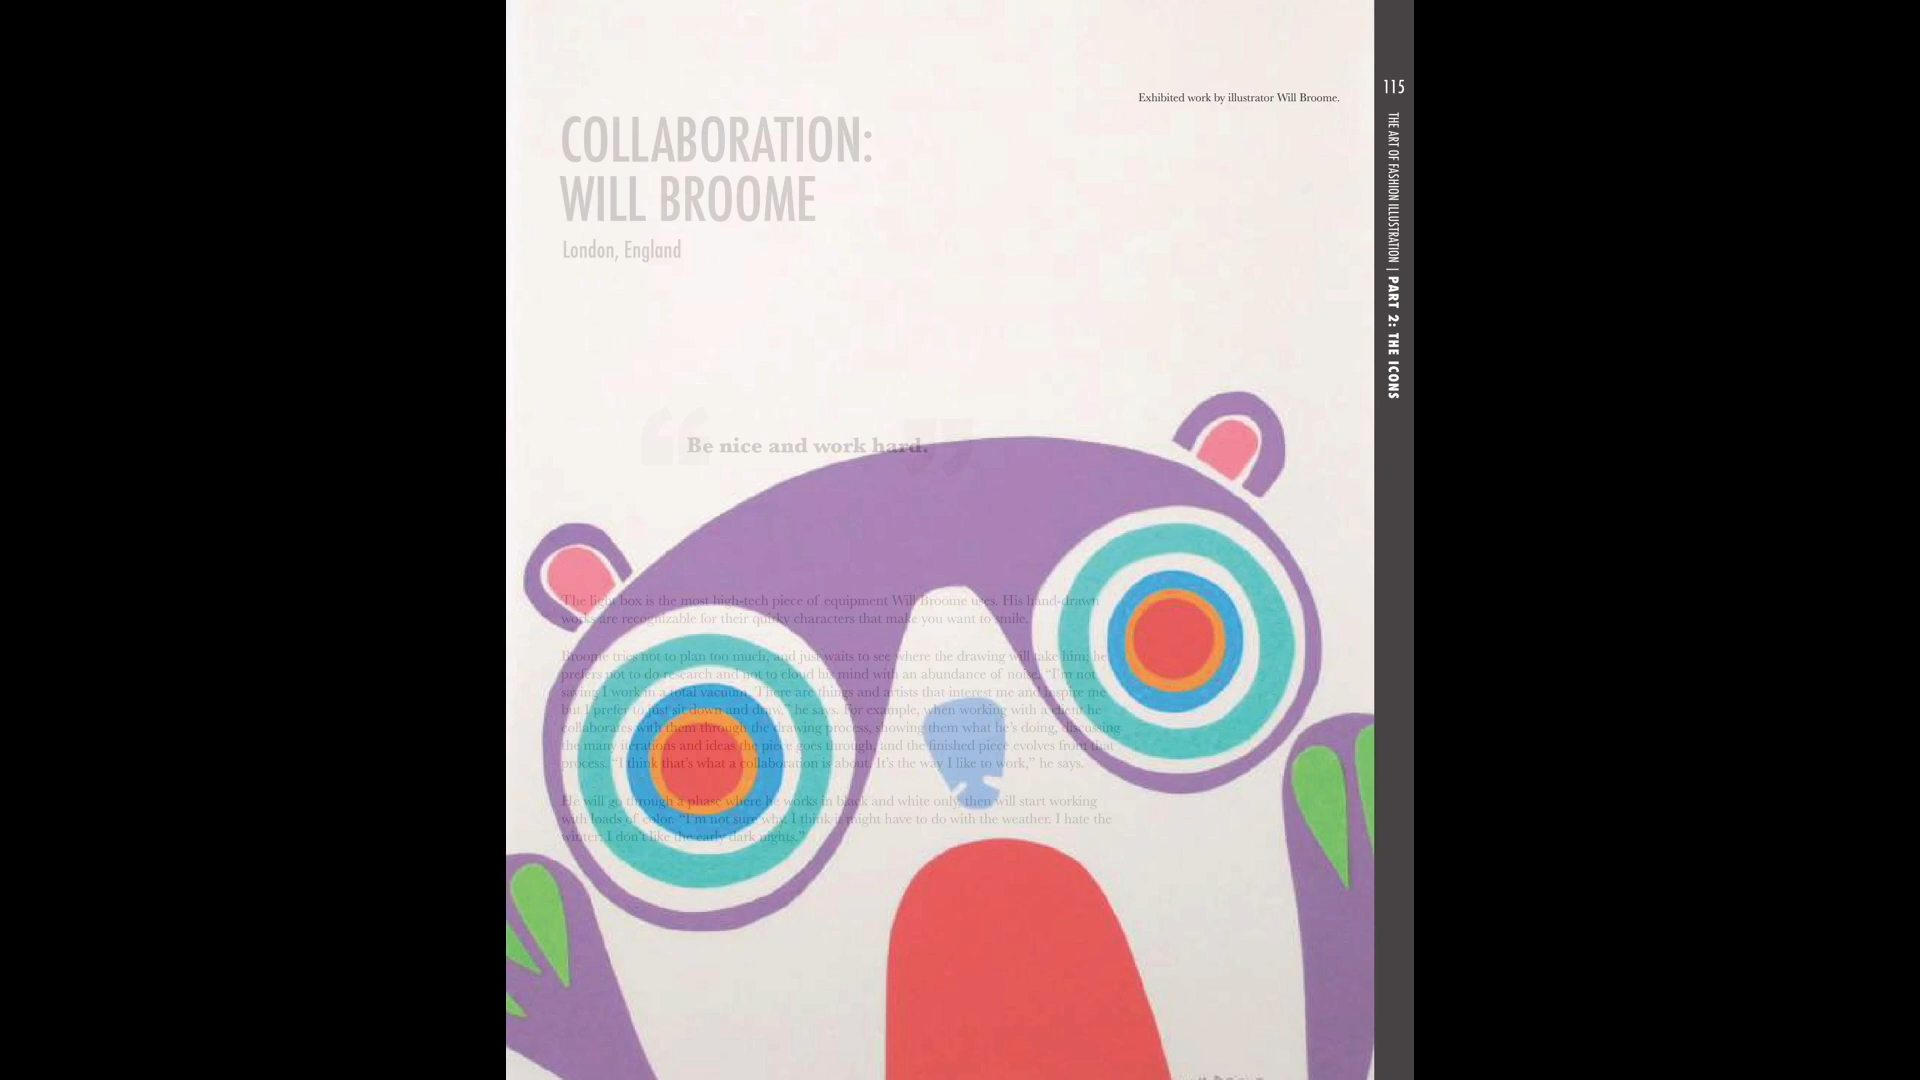 Exhibited work by illustrator Will Broome.
COLLABORATION:
WILL BROOME
London, England
“Be nice and work hard.”
The light box is the most high-tech piece of equipment Will Broome uses. His hand-drawn
works are recognizable for their quirky characters that make you want to smile.
Broome tries not to plan too much, and just waits to see where the drawing will take him; he
prefers not to do research and not to cloud his mind with an abundance of noise. “I’m not
saying I work in a total vacuum. There are things and artists that interest me and inspire me
but I prefer to just sit down and draw,” he says. For example, when working with a client he
collaborates with them through the drawing process, showing them what he’s doing, discussing
the many iterations and ideas the piece goes through, and the finished piece evolves from that
process. “I think that’s what a collaboration is about. It’s the way I like to work,” he says.
He will go through a phase where he works in black and white only, then will start working
with loads of color. “I’m not sure why. I think it might have to do with the weather. I hate the
winter; I don’t like the early dark nights.”
115
THE ART OF FASHION ILLUSTRATION | PART 2: THE ICONS